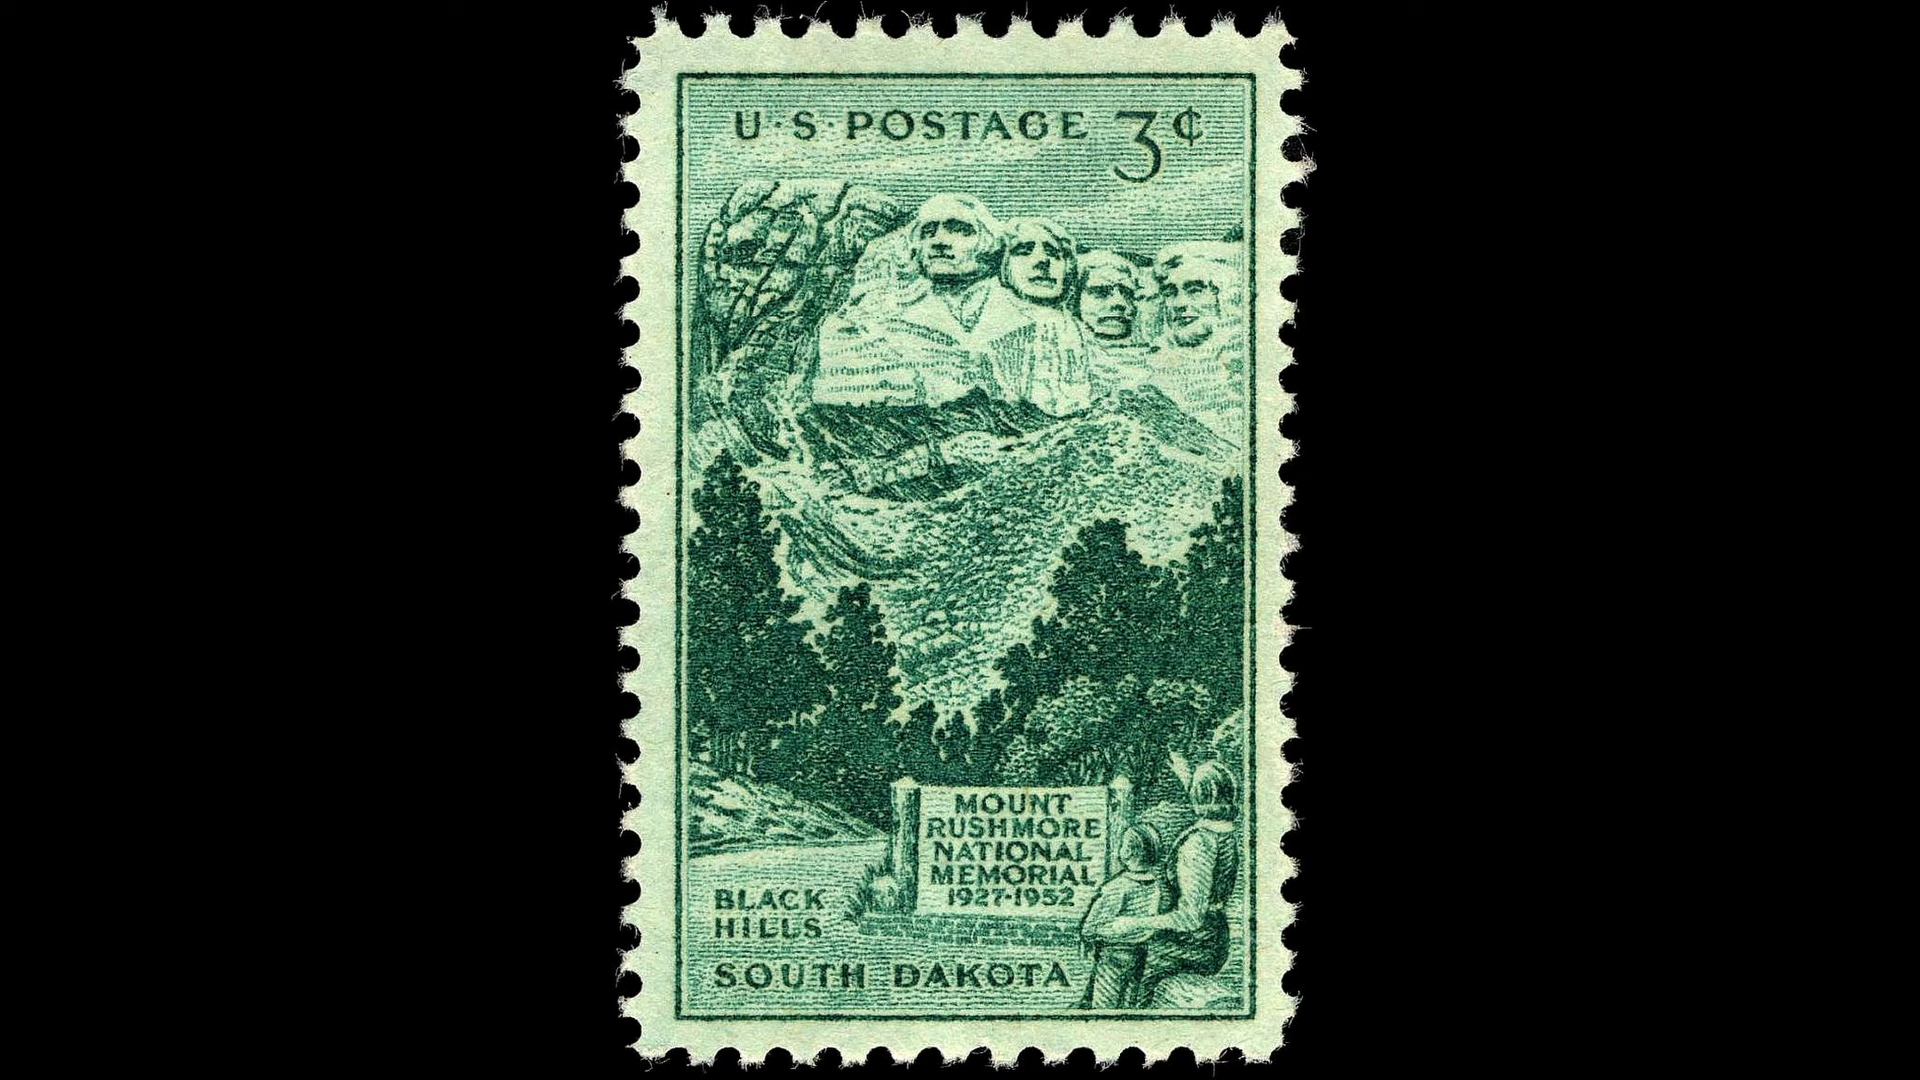 U·S·POSTAGE 3¢
MOUNT
RUSHMORE
NATIONAL
MEMORIAL
1927-1952
BLACK
HILLS
SOUTH DAKOTA